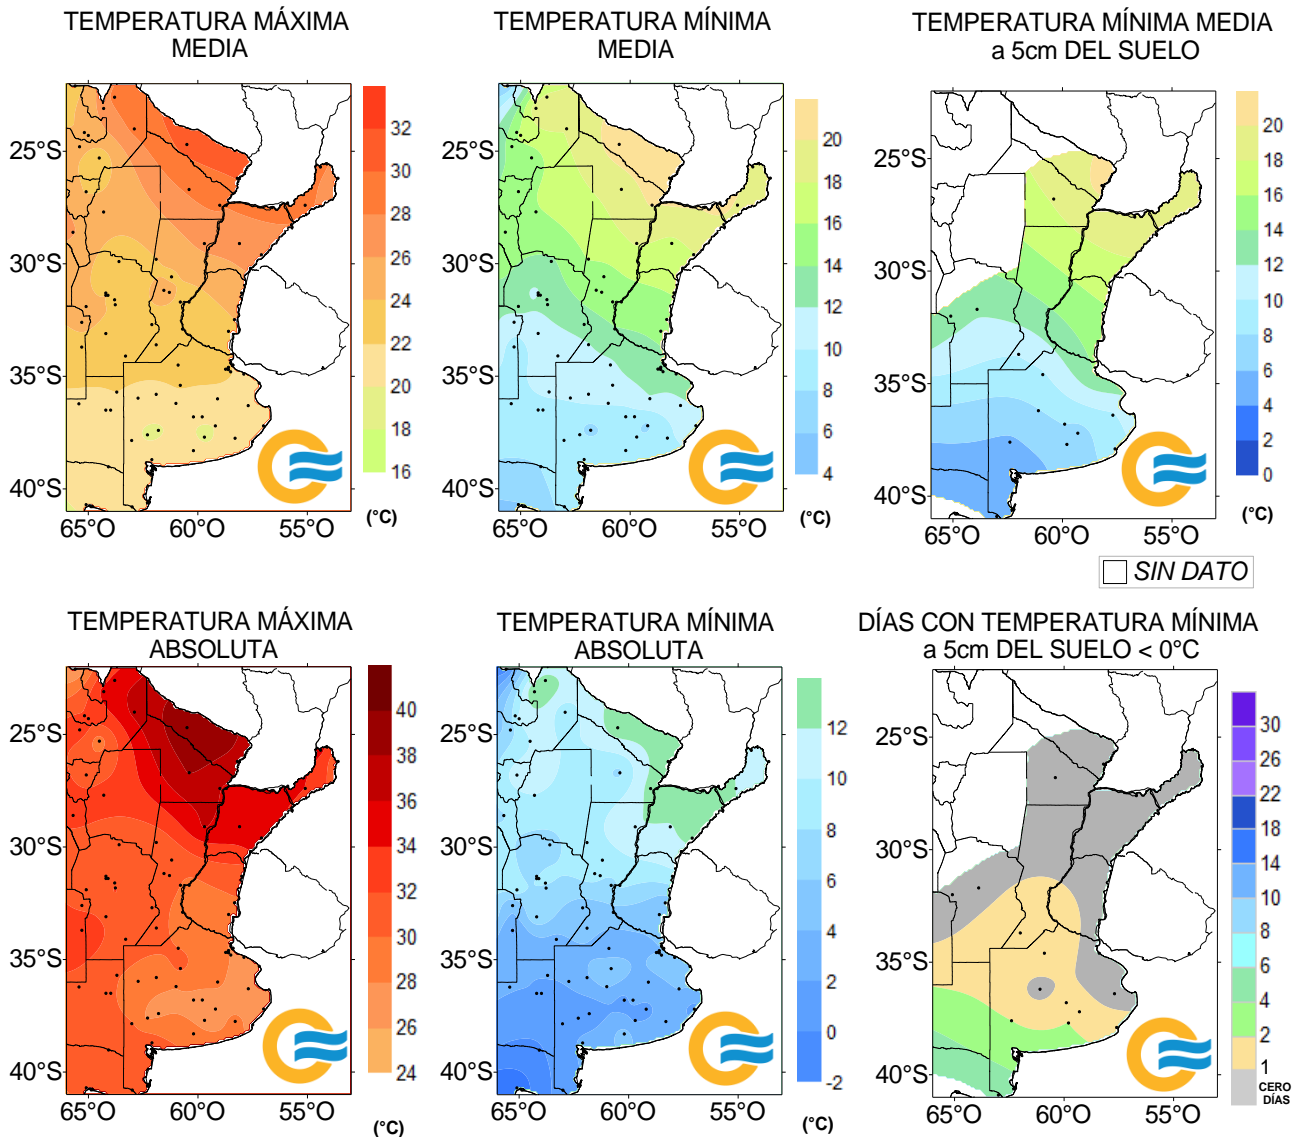 TEMPERATURA MÁXIMA
MEDIA
25°S
30°S
35°S
40°S
65°O 60°O 55°O
32
30
28
26
24
22
20
18
16
(°C)
TEMPERATURA MÍNIMA
MEDIA
25°S
30°S
35°S
40°S
65°O 60°O 55°O
20
18
16
14
12
10
8
6
4
(°C)
TEMPERATURA MÍNIMA MEDIA
a 5cm DEL SUELO
25°S
30°S
35°S
40°S
65°O 60°O 55°O
20
18
16
14
12
10
8
6
4
2
0
(°C)
SIN DATO
TEMPERATURA MÁXIMA
ABSOLUTA
25°S
30°S
35°S
40°S
65°O 60°O 55°O
40
38
36
34
32
30
28
26
24
(°C)
TEMPERATURA MÍNIMA
ABSOLUTA
25°S
30°S
35°S
40°S
65°O 60°O 55°O
12
10
8
6
4
2
0
-2
(°C)
DÍAS CON TEMPERATURA MÍNIMA
a 5cm DEL SUELO < 0°C
25°S
30°S
35°S
40°S
65°O 60°O 55°O
30
26
22
18
14
10
8
6
4
2
1
CERO
DÍAS